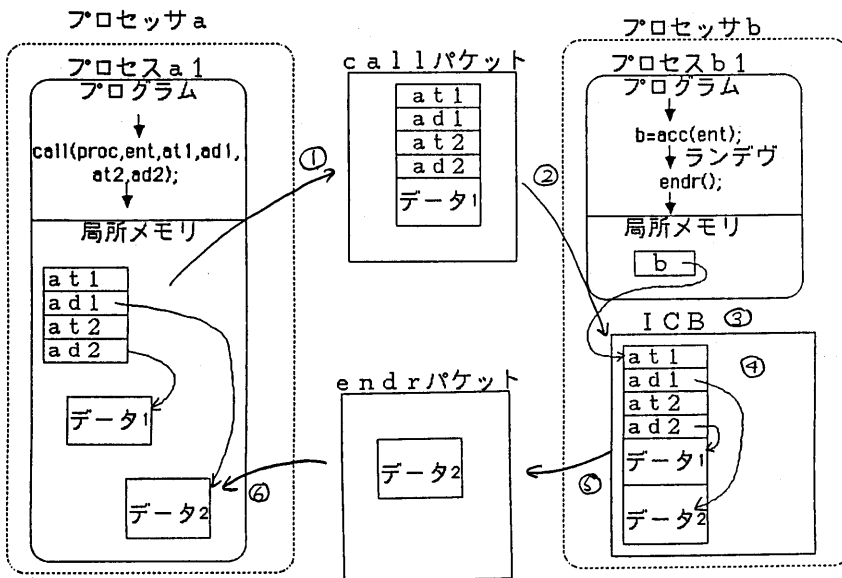 プロセッサa
プロセスa1
プログラム
call(proc,ent,at1,ad1,
at2,ad2);
局所メモリ
at1
ad1
at2
ad2
データ1
データ2
①
callパケット
at1
ad1
at2
ad2
データ1
②
プロセッサb
プロセスb1
プログラム
b=acc(ent);
ランデヴ
endr();
局所メモリ
b
ICB ③
at1
ad1
at2
ad2
データ1
データ2
④
⑤
endrパケット
データ2
⑥